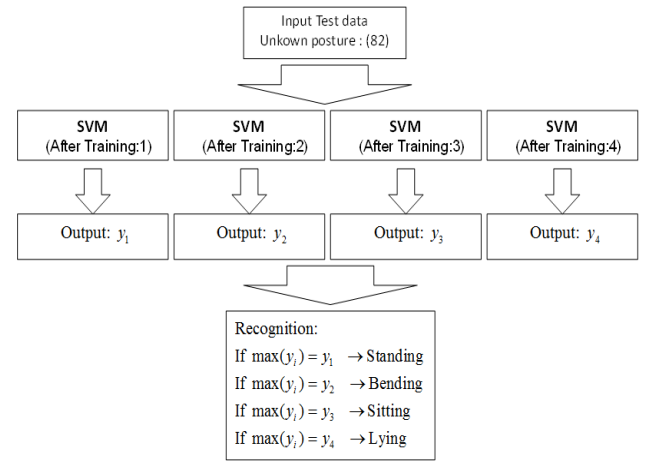 Input Test data
Unkown posture : (82)
SVM
(After Training:1)
SVM
(After Training:2)
SVM
(After Training:3)
SVM
(After Training:4)
Output: y₁
Output: y₂
Output: y₃
Output: y₄
Recognition:
If max(yᵢ) = y₁ → Standing
If max(yᵢ) = y₂ → Bending
If max(yᵢ) = y₃ → Sitting
If max(yᵢ) = y₄ → Lying